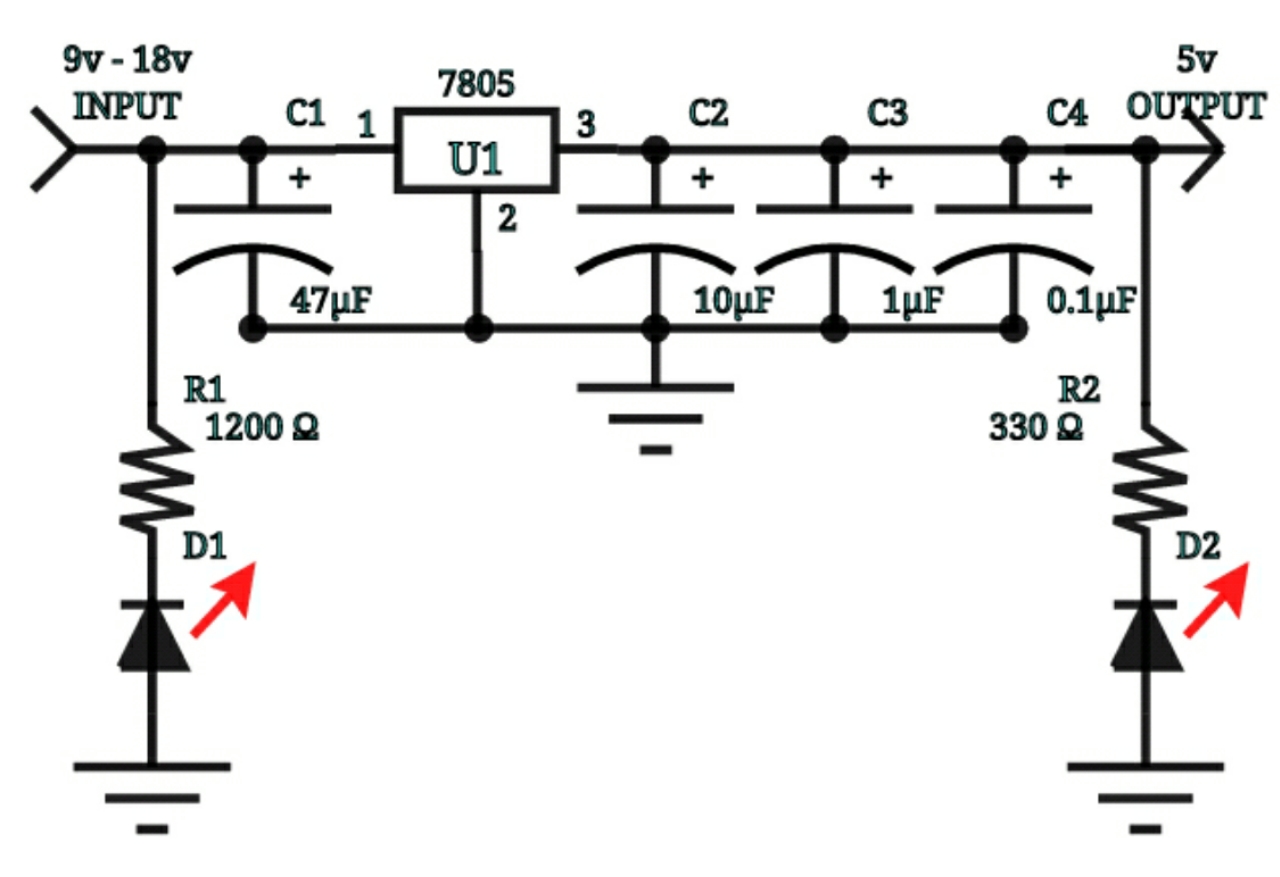 9v - 18v
INPUT
7805
U1
1
3
2
C1
+
47µF
C2
+
10µF
C3
+
1µF
C4
+
0.1µF
5v
OUTPUT
R1
1200 Ω
D1
R2
330 Ω
D2